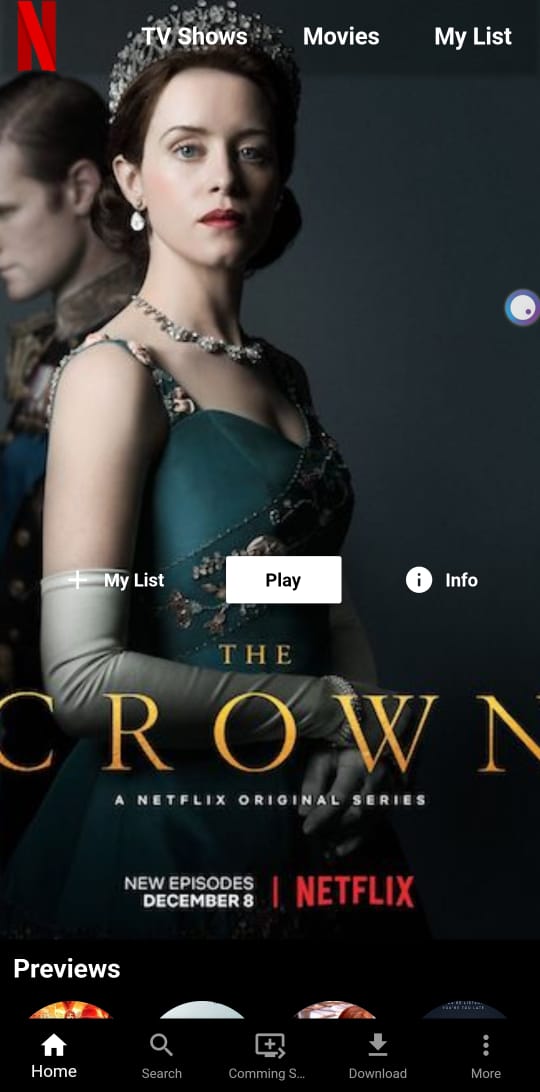 N
TV Shows Movies My List
My List Play Info
THE
CROWN
A NETFLIX ORIGINAL SERIES
NEW EPISODES
DECEMBER 8
NETFLIX
Previews
Home Search Comming S... Download More